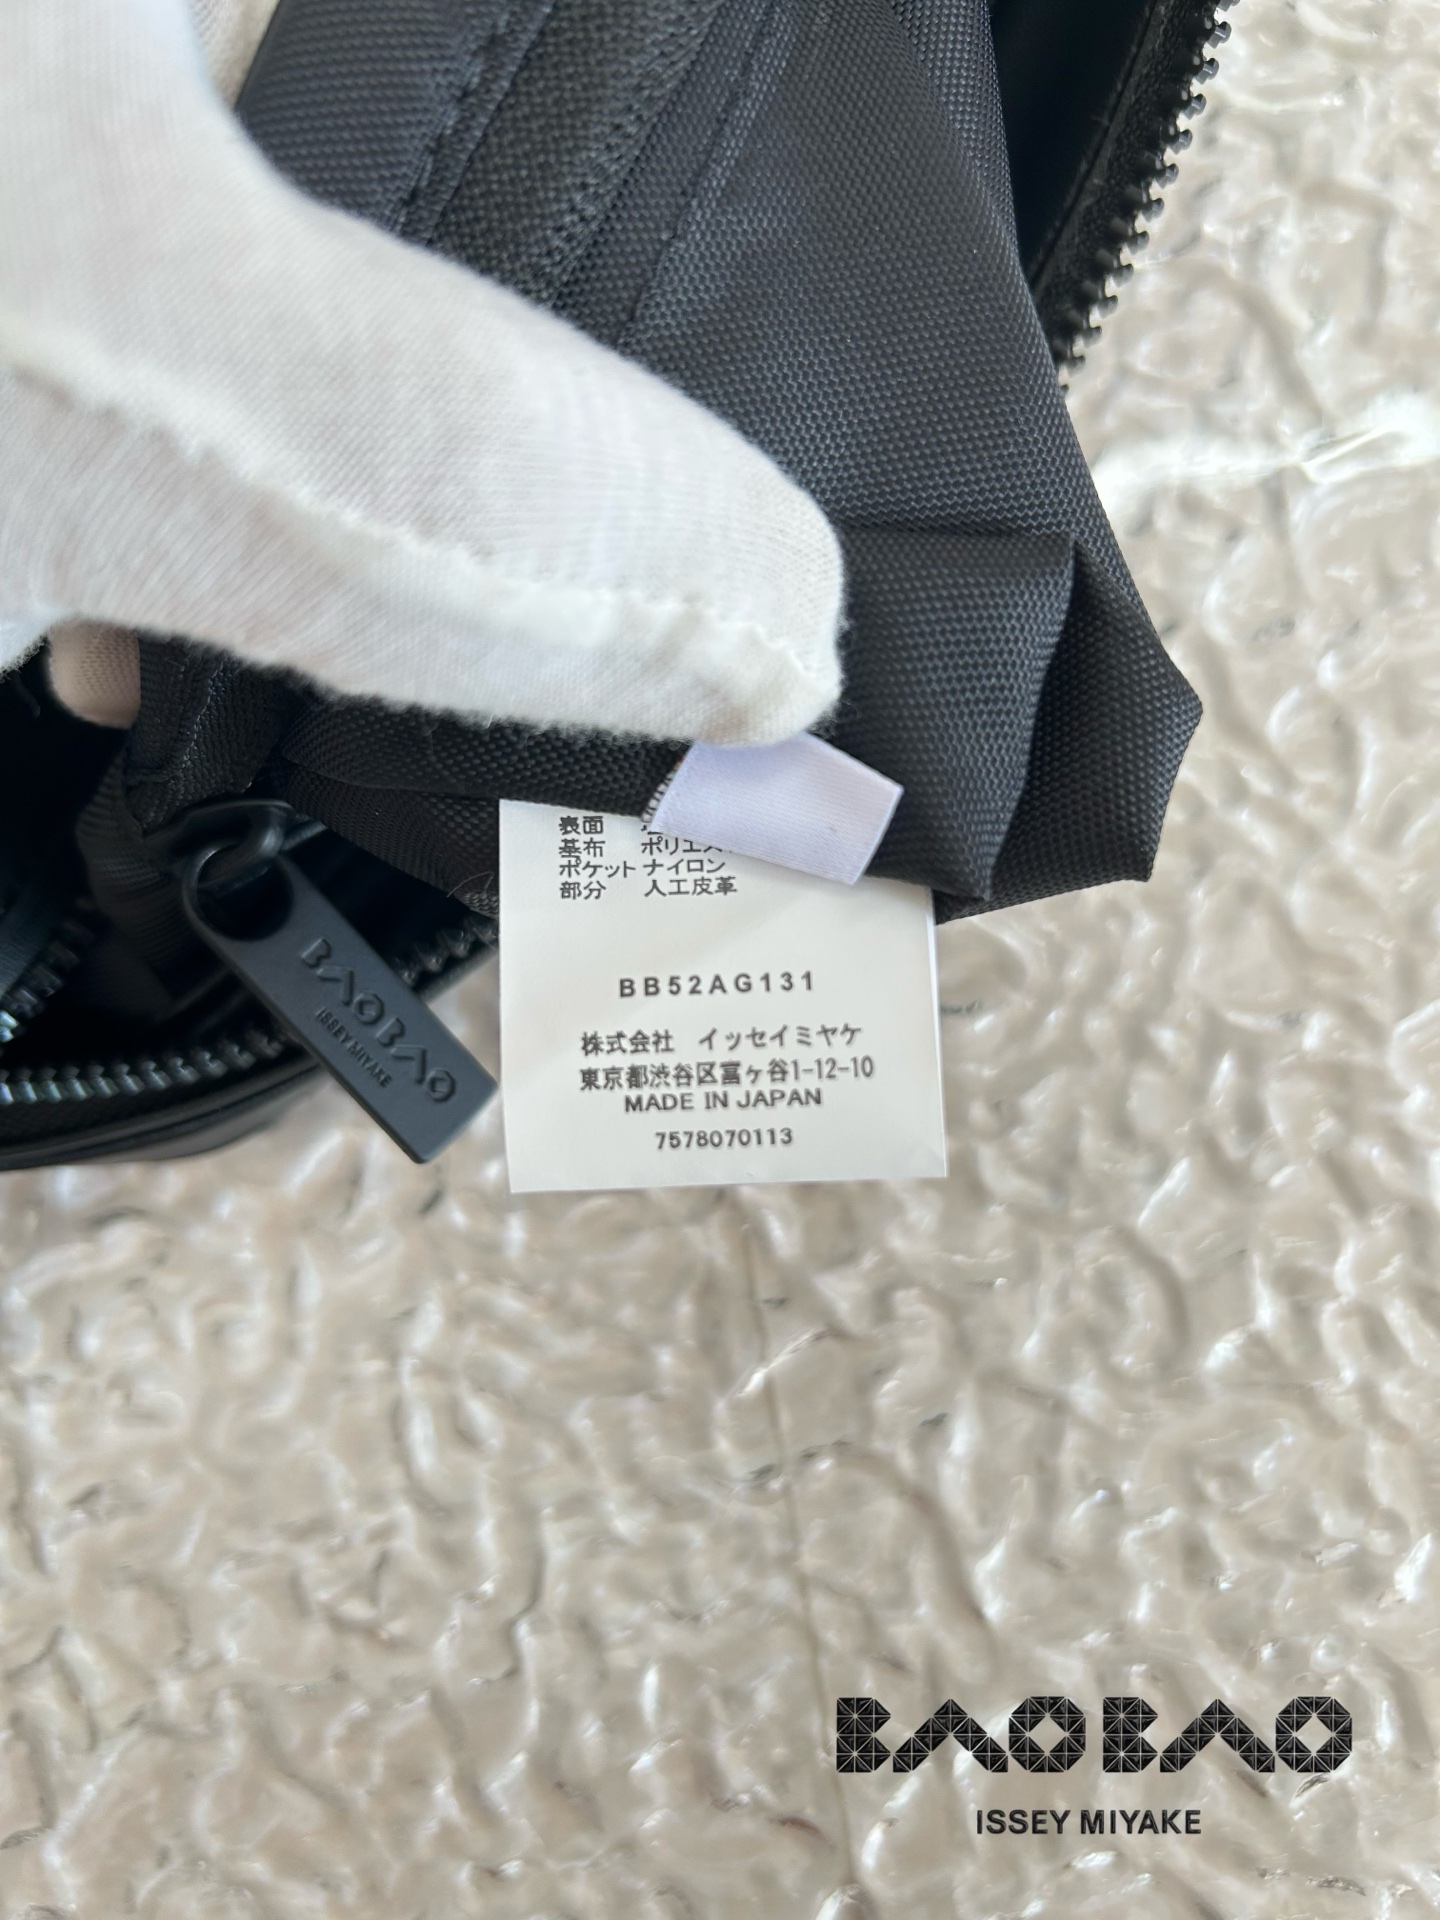 表面
基布 ポリエス
ポケット ナイロン
部分 人工皮革
BB52AG131
株式会社 イッセイミヤケ
東京都渋谷区富ヶ谷1-12-10
MADE IN JAPAN
7578070113
BAOBAO
ISSEY MIYAKE
BAOBAO
ISSEY MIYAKE